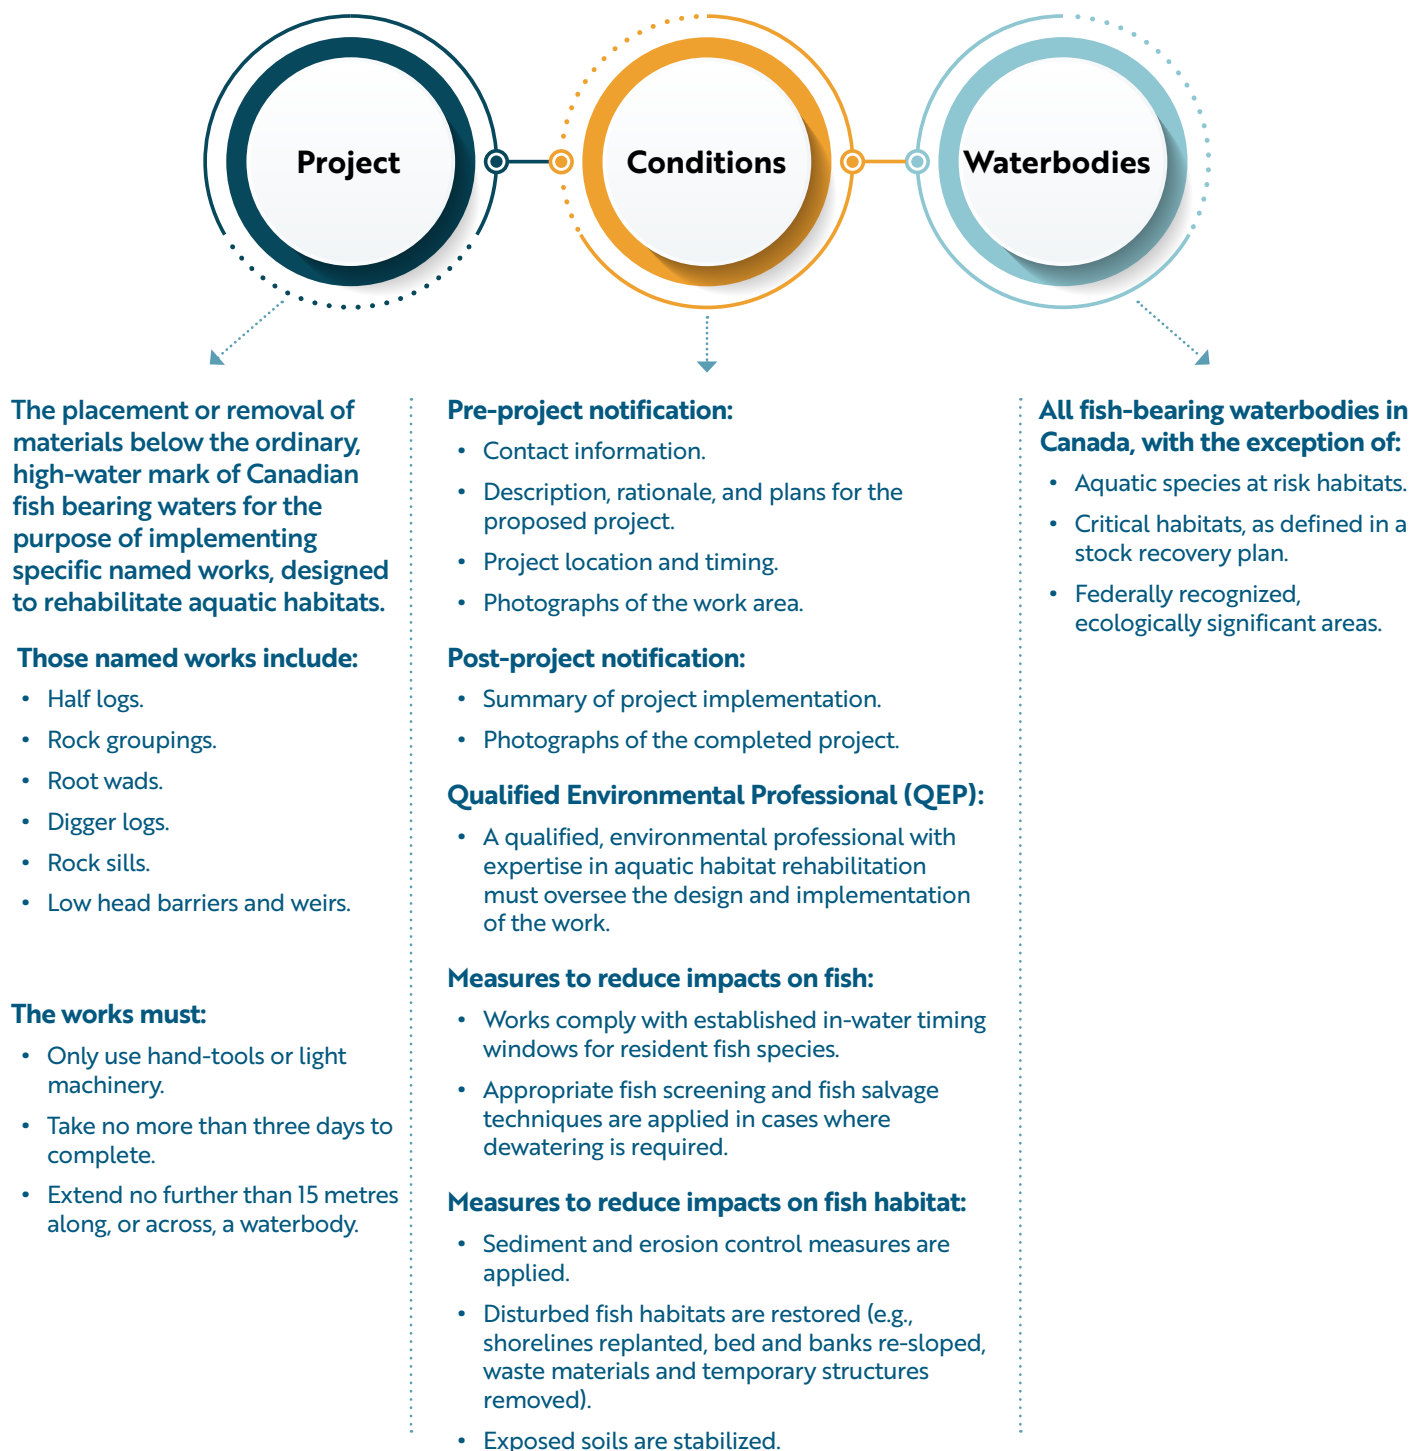 Project
Conditions
Waterbodies
The placement or removal of
materials below the ordinary,
high-water mark of Canadian
fish bearing waters for the
purpose of implementing
specific named works, designed
to rehabilitate aquatic habitats.
Those named works include:
• Half logs.
• Rock groupings.
• Root wads.
• Digger logs.
• Rock sills.
• Low head barriers and weirs.
The works must:
• Only use hand-tools or light
machinery.
• Take no more than three days to
complete.
• Extend no further than 15 metres
along, or across, a waterbody.
Pre-project notification:
• Contact information.
• Description, rationale, and plans for the
proposed project.
• Project location and timing.
• Photographs of the work area.
Post-project notification:
• Summary of project implementation.
• Photographs of the completed project.
Qualified Environmental Professional (QEP):
• A qualified, environmental professional with
expertise in aquatic habitat rehabilitation
must oversee the design and implementation
of the work.
Measures to reduce impacts on fish:
• Works comply with established in-water timing
windows for resident fish species.
• Appropriate fish screening and fish salvage
techniques are applied in cases where
dewatering is required.
Measures to reduce impacts on fish habitat:
• Sediment and erosion control measures are
applied.
• Disturbed fish habitats are restored (e.g.,
shorelines replanted, bed and banks re-sloped,
waste materials and temporary structures
removed).
• Exposed soils are stabilized.
All fish-bearing waterbodies in
Canada, with the exception of:
• Aquatic species at risk habitats.
• Critical habitats, as defined in a
stock recovery plan.
• Federally recognized,
ecologically significant areas.